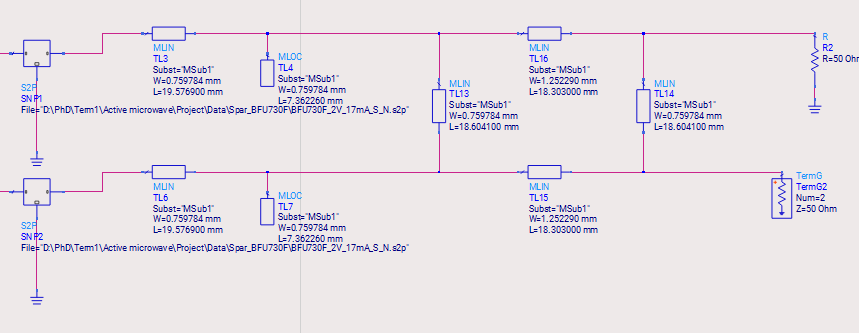 MLIN
TL3
Subst="MSub1"
W=0.759784 mm
L=19.576900 mm
MLOC
TL4
Subst="MSub1"
W=0.759784 mm
L=7.362260 mm
MLIN
TL16
Subst="MSub1"
W=1.252290 mm
L=18.303000 mm
R
R2
R=50 Ohm
MLIN
TL13
Subst="MSub1"
W=0.759784 mm
L=18.604100 mm
MLIN
TL14
Subst="MSub1"
W=0.759784 mm
L=18.604100 mm
S2P
SNP1
File="D:\PhD\Term1\Active microwave\Project\Data\Spar_BFU730F\BFU730F_2V_17mA_S_N.s2p"
MLIN
TL6
Subst="MSub1"
W=0.759784 mm
L=19.576900 mm
MLOC
TL7
Subst="MSub1"
W=0.759784 mm
L=7.362260 mm
MLIN
TL15
Subst="MSub1"
W=1.252290 mm
L=18.303000 mm
TermG
TermG2
Num=2
Z=50 Ohm
S2P
SNP2
File="D:\PhD\Term1\Active microwave\Project\Data\Spar_BFU730F\BFU730F_2V_17mA_S_N.s2p"